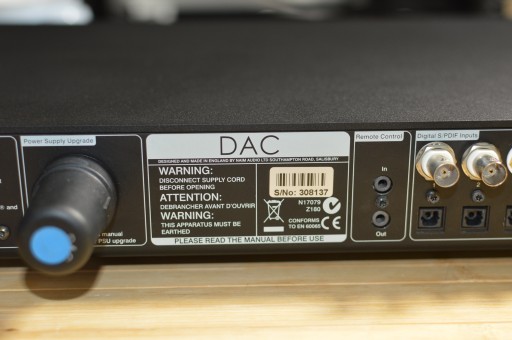 Power Supply Upgrade
® and
manual
PSU upgrade
DAC
DESIGNED AND MADE IN ENGLAND BY NAIM AUDIO LTD SOUTHAMPTON ROAD, SALISBURY
WARNING:
DISCONNECT SUPPLY CORD
BEFORE OPENING
ATTENTION:
DEBRANCHER AVANT D'OUVRIR
WARNING:
THIS APPARATUS MUST BE
EARTHED
S/No: 308137
N17079
Z180
CE
CONFORMS
TO EN 60065
PLEASE READ THE MANUAL BEFORE USE
Remote Control
In
Out
Digital S/PDIF Inputs
2